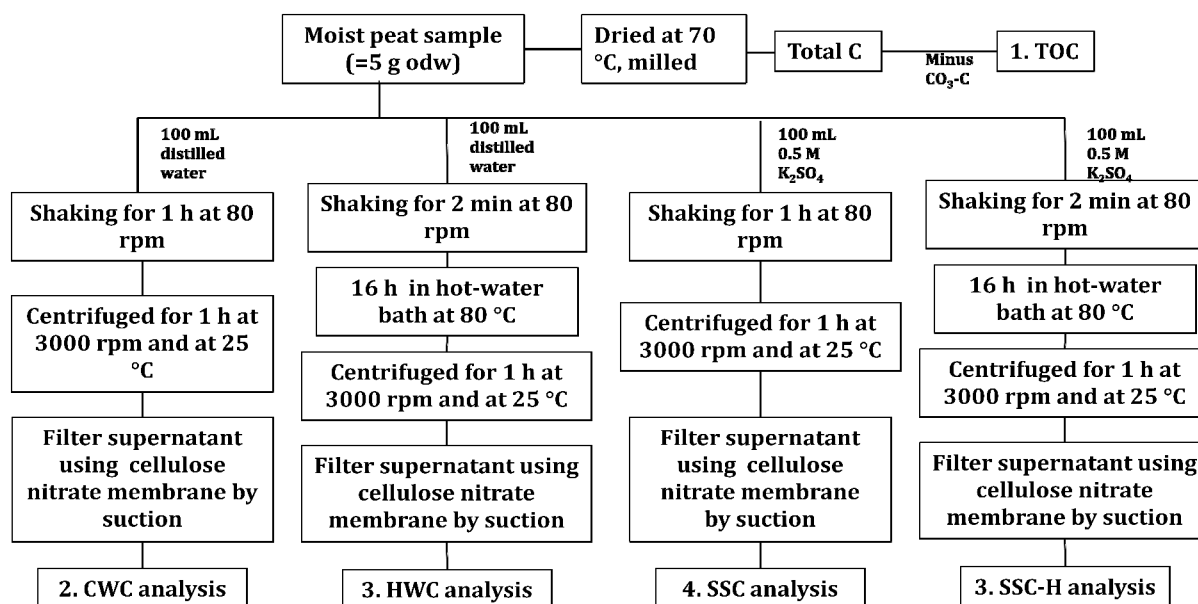 Moist peat sample
(=5 g odw)
Dried at 70
°C, milled
Total C
Minus
CO₃-C
1. TOC
100 mL
distilled
water
100 mL
distilled
water
100 mL
0.5 M
K₂SO₄
100 mL
0.5 M
K₂SO₄
Shaking for 1 h at 80
rpm
Centrifuged for 1 h at
3000 rpm and at 25
°C
Filter supernatant
using cellulose
nitrate membrane by
suction
2. CWC analysis
Shaking for 2 min at 80
rpm
16 h in hot-water
bath at 80 °C
Centrifuged for 1 h at
3000 rpm and at 25 °C
Filter supernatant using
cellulose nitrate
membrane by suction
3. HWC analysis
Shaking for 1 h at 80
rpm
Centrifuged for 1 h at
3000 rpm and at 25 °C
Filter supernatant
using cellulose
nitrate membrane
by suction
4. SSC analysis
Shaking for 2 min at 80
rpm
16 h in hot-water
bath at 80 °C
Centrifuged for 1 h at
3000 rpm and at 25 °C
Filter supernatant using
cellulose nitrate
membrane by suction
3. SSC-H analysis